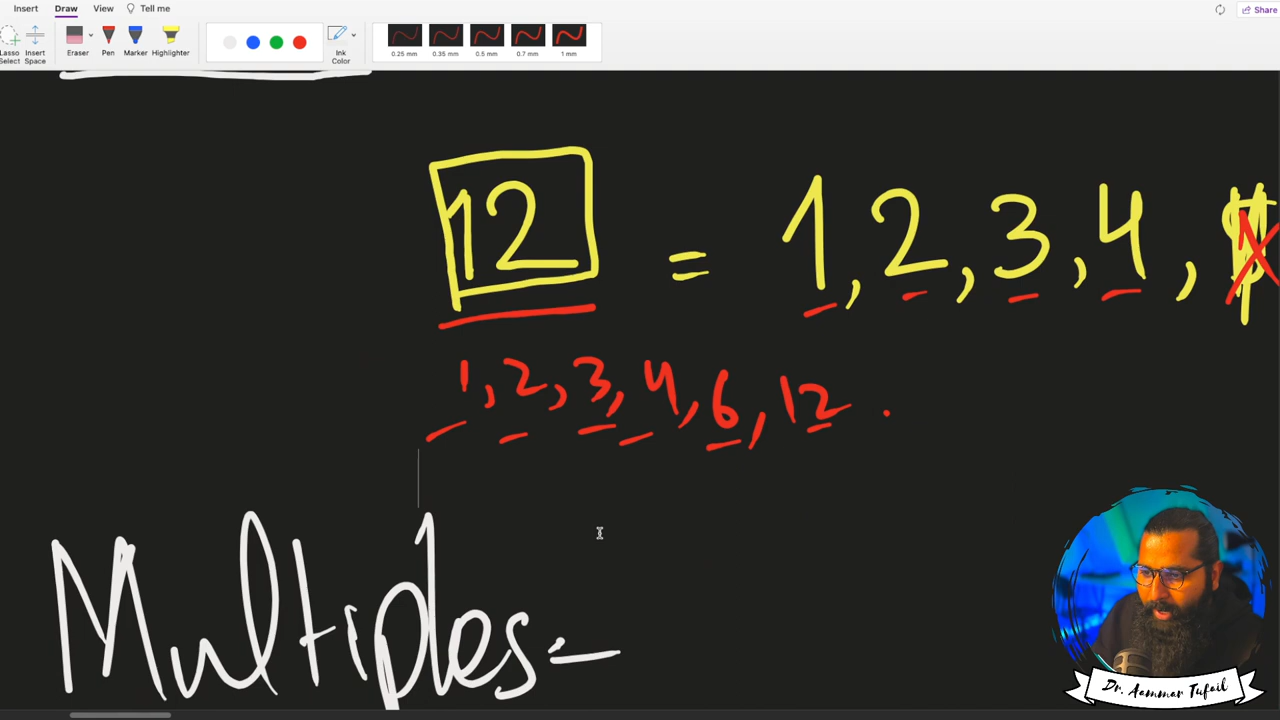 Insert Draw View Tell me Share
Lasso Select Insert Space Eraser Pen Marker Highlighter Ink Color 0.25 mm 0.35 mm 0.5 mm 0.7 mm 1 mm
12 = 1, 2, 3, 4,
1, 2, 3, 4, 6, 12 .
Multiples-
Dr. Aammar Tufail